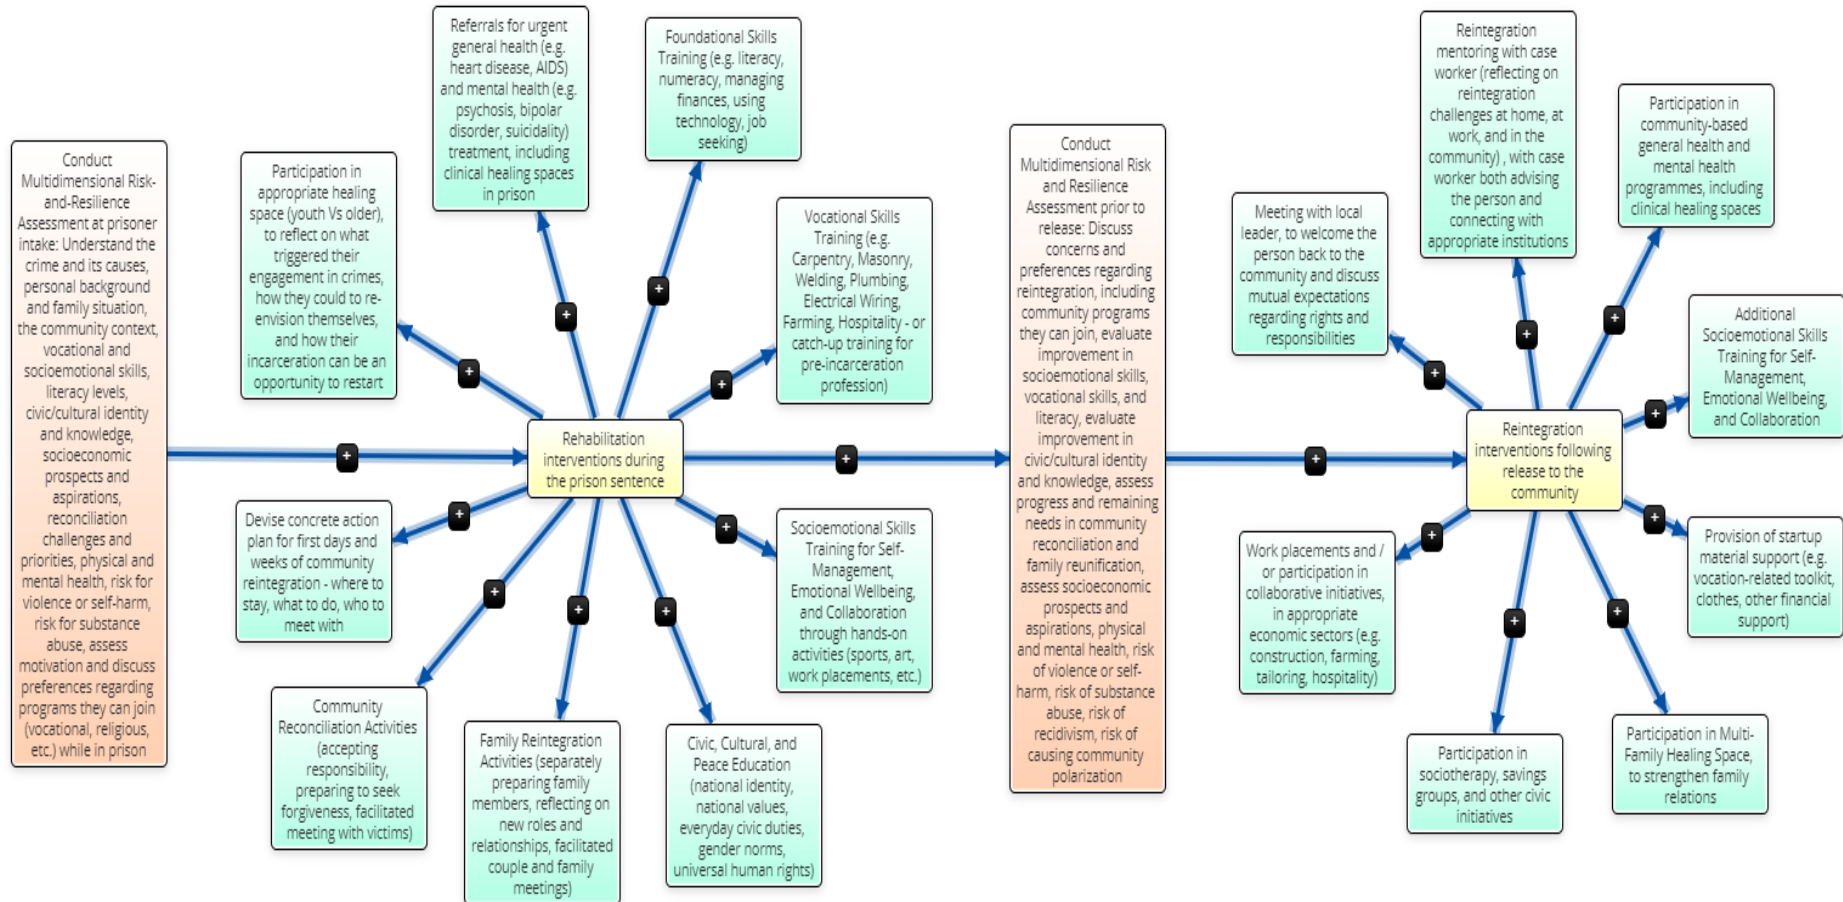 Conduct
Multidimensional Risk-
and-Resilience
Assessment at prisoner
intake: Understand the
crime and its causes,
personal background
and family situation,
the community context,
vocational and
socioemotional skills,
literacy levels,
civic/cultural identity
and knowledge,
socioeconomic
prospects and
aspirations,
reconciliation
challenges and
priorities, physical and
mental health, risk for
violence or self-harm,
risk for substance
abuse, assess
motivation and discuss
preferences regarding
programs they can join
(vocational, religious,
etc.) while in prison
+
Participation in
appropriate healing
space (youth Vs older),
to reflect on what
triggered their
engagement in crimes,
how they could to re-
envision themselves,
and how their
incarceration can be an
opportunity to restart
+
Referrals for urgent
general health (e.g.
heart disease, AIDS)
and mental health (e.g.
psychosis, bipolar
disorder, suicidality)
treatment, including
clinical healing spaces
in prison
+
Foundational Skills
Training (e.g. literacy,
numeracy, managing
finances, using
technology, job
seeking)
+
Vocational Skills
Training (e.g.
Carpentry, Masonry,
Welding, Plumbing,
Electrical Wiring,
Farming, Hospitality - or
catch-up training for
pre-incarceration
profession)
+
Rehabilitation
interventions during
the prison sentence
+
Devise concrete action
plan for first days and
weeks of community
reintegration - where to
stay, what to do, who to
meet with
+
Community
Reconciliation Activities
(accepting
responsibility,
preparing to seek
forgiveness, facilitated
meeting with victims)
+
Family Reintegration
Activities (separately
preparing family
members, reflecting on
new roles and
relationships, facilitated
couple and family
meetings)
+
Civic, Cultural, and
Peace Education
(national identity,
national values,
everyday civic duties,
gender norms,
universal human rights)
+
Socioemotional Skills
Training for Self-
Management,
Emotional Wellbeing,
and Collaboration
through hands-on
activities (sports, art,
work placements, etc.)
+
Conduct
Multidimensional Risk
and Resilience
Assessment prior to
release: Discuss
concerns and
preferences regarding
reintegration, including
community programs
they can join, evaluate
improvement in
socioemotional skills,
vocational skills, and
literacy, evaluate
improvement in
civic/cultural identity
and knowledge, assess
progress and remaining
needs in community
reconciliation and
family reunification,
assess socioeconomic
prospects and
aspirations, physical
and mental health, risk
of violence or self-
harm, risk of substance
abuse, risk of
recidivism, risk of
causing community
polarization
+
Meeting with local
leader, to welcome the
person back to the
community and discuss
mutual expectations
regarding rights and
responsibilities
+
Reintegration
mentoring with case
worker (reflecting on
reintegration
challenges at home, at
work, and in the
community) , with case
worker both advising
the person and
connecting with
appropriate institutions
+
Participation in
community-based
general health and
mental health
programmes, including
clinical healing spaces
+
Additional
Socioemotional Skills
Training for Self-
Management,
Emotional Wellbeing,
and Collaboration
+
Reintegration
interventions following
release to the
community
+
Work placements and /
or participation in
collaborative initiatives,
in appropriate
economic sectors (e.g.
construction, farming,
tailoring, hospitality)
+
Participation in
sociotherapy, savings
groups, and other civic
initiatives
+
Participation in Multi-
Family Healing Space,
to strengthen family
relations
+
Provision of startup
material support (e.g.
vocation-related toolkit,
clothes, other financial
support)